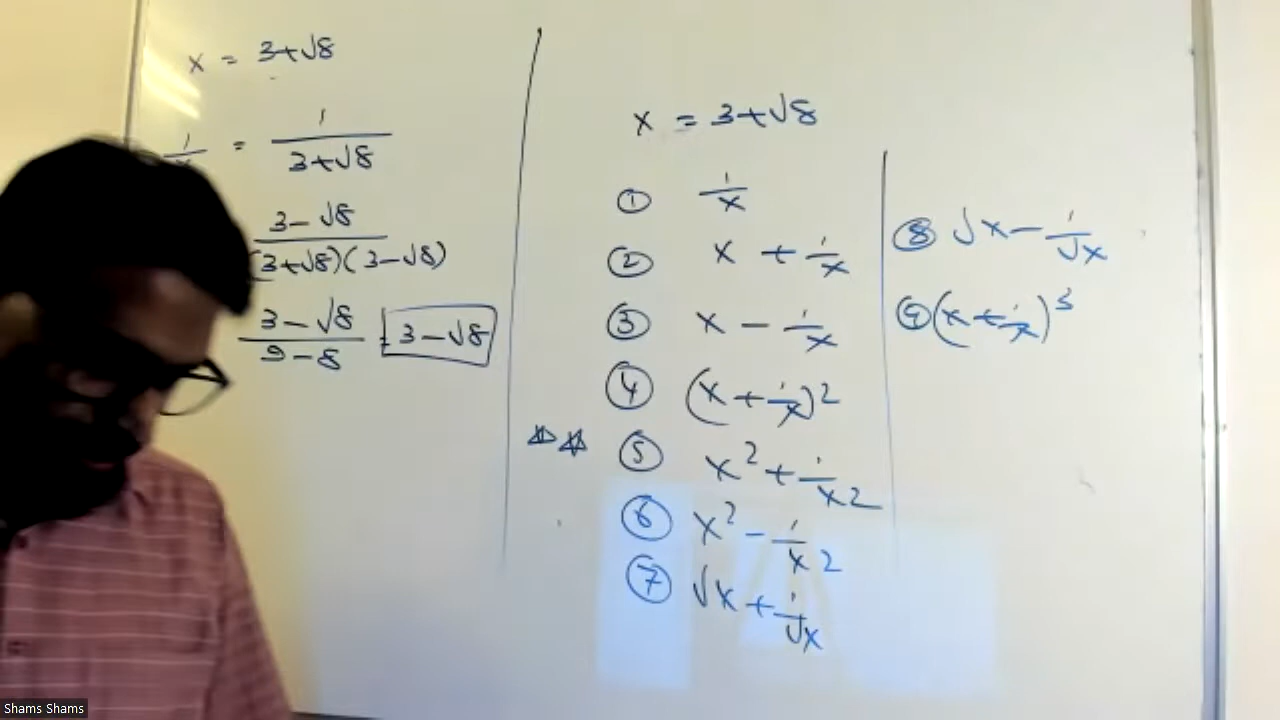 x = 3+√8
1/x = 1/(3+√8)
(3-√8)/((3+√8)(3-√8))
(3-√8)/(9-8) = 3-√8
x = 3+√8
① 1/x
② x + 1/x
③ x - 1/x
④ (x + 1/x)²
⑤ x² + 1/x²
⑥ x² - 1/x²
⑦ √x + 1/√x
⑧ √x - 1/√x
⑨ (x + 1/x)³
Shams Shams